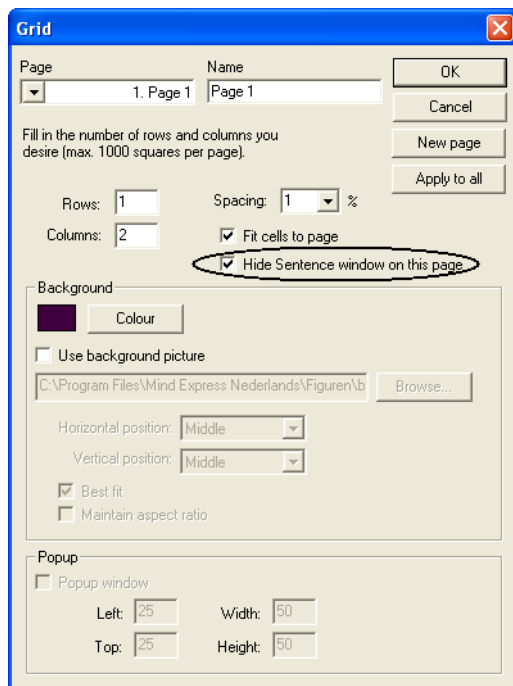 Grid
Page Name
1. Page 1 Page 1
OK
Cancel
New page
Apply to all
Fill in the number of rows and columns you
desire (max. 1000 squares per page).
Rows: 1 Spacing: 1 %
Columns: 2 Fit cells to page
Hide Sentence window on this page
Background
Colour
Use background picture
C:\Program Files\Mind Express Nederlands\Figuren\b Browse...
Horizontal position: Middle
Vertical position: Middle
Best fit
Maintain aspect ratio
Popup
Popup window
Left: 25 Width: 50
Top: 25 Height: 50